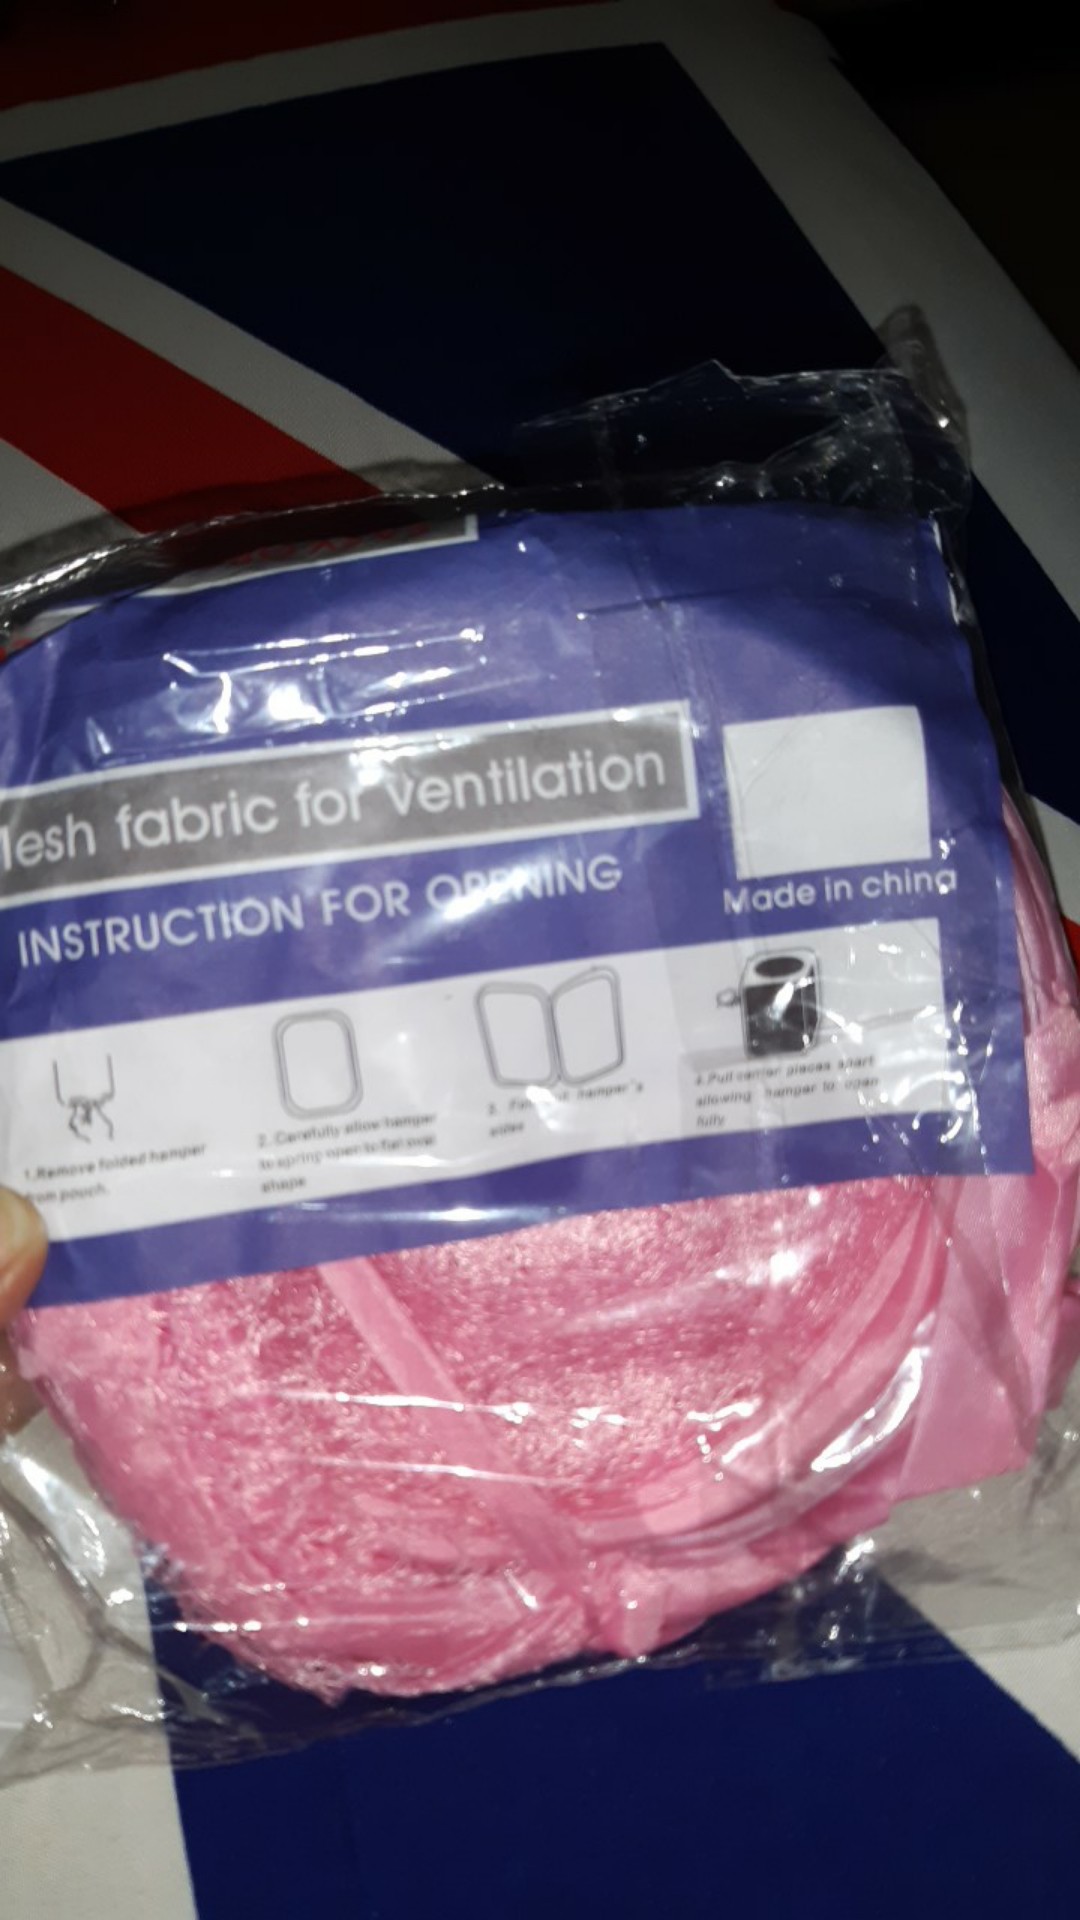 lesh fabric for ventilation
INSTRUCTION FOR OPENING
Made in china
1.Remove folded hamper
from pouch.
2. Carefully allow hamper
to spring open to flat oval
shape
3. hamper's
sides
4.Pull carrier pieces apart
allowing hamper to open
fully